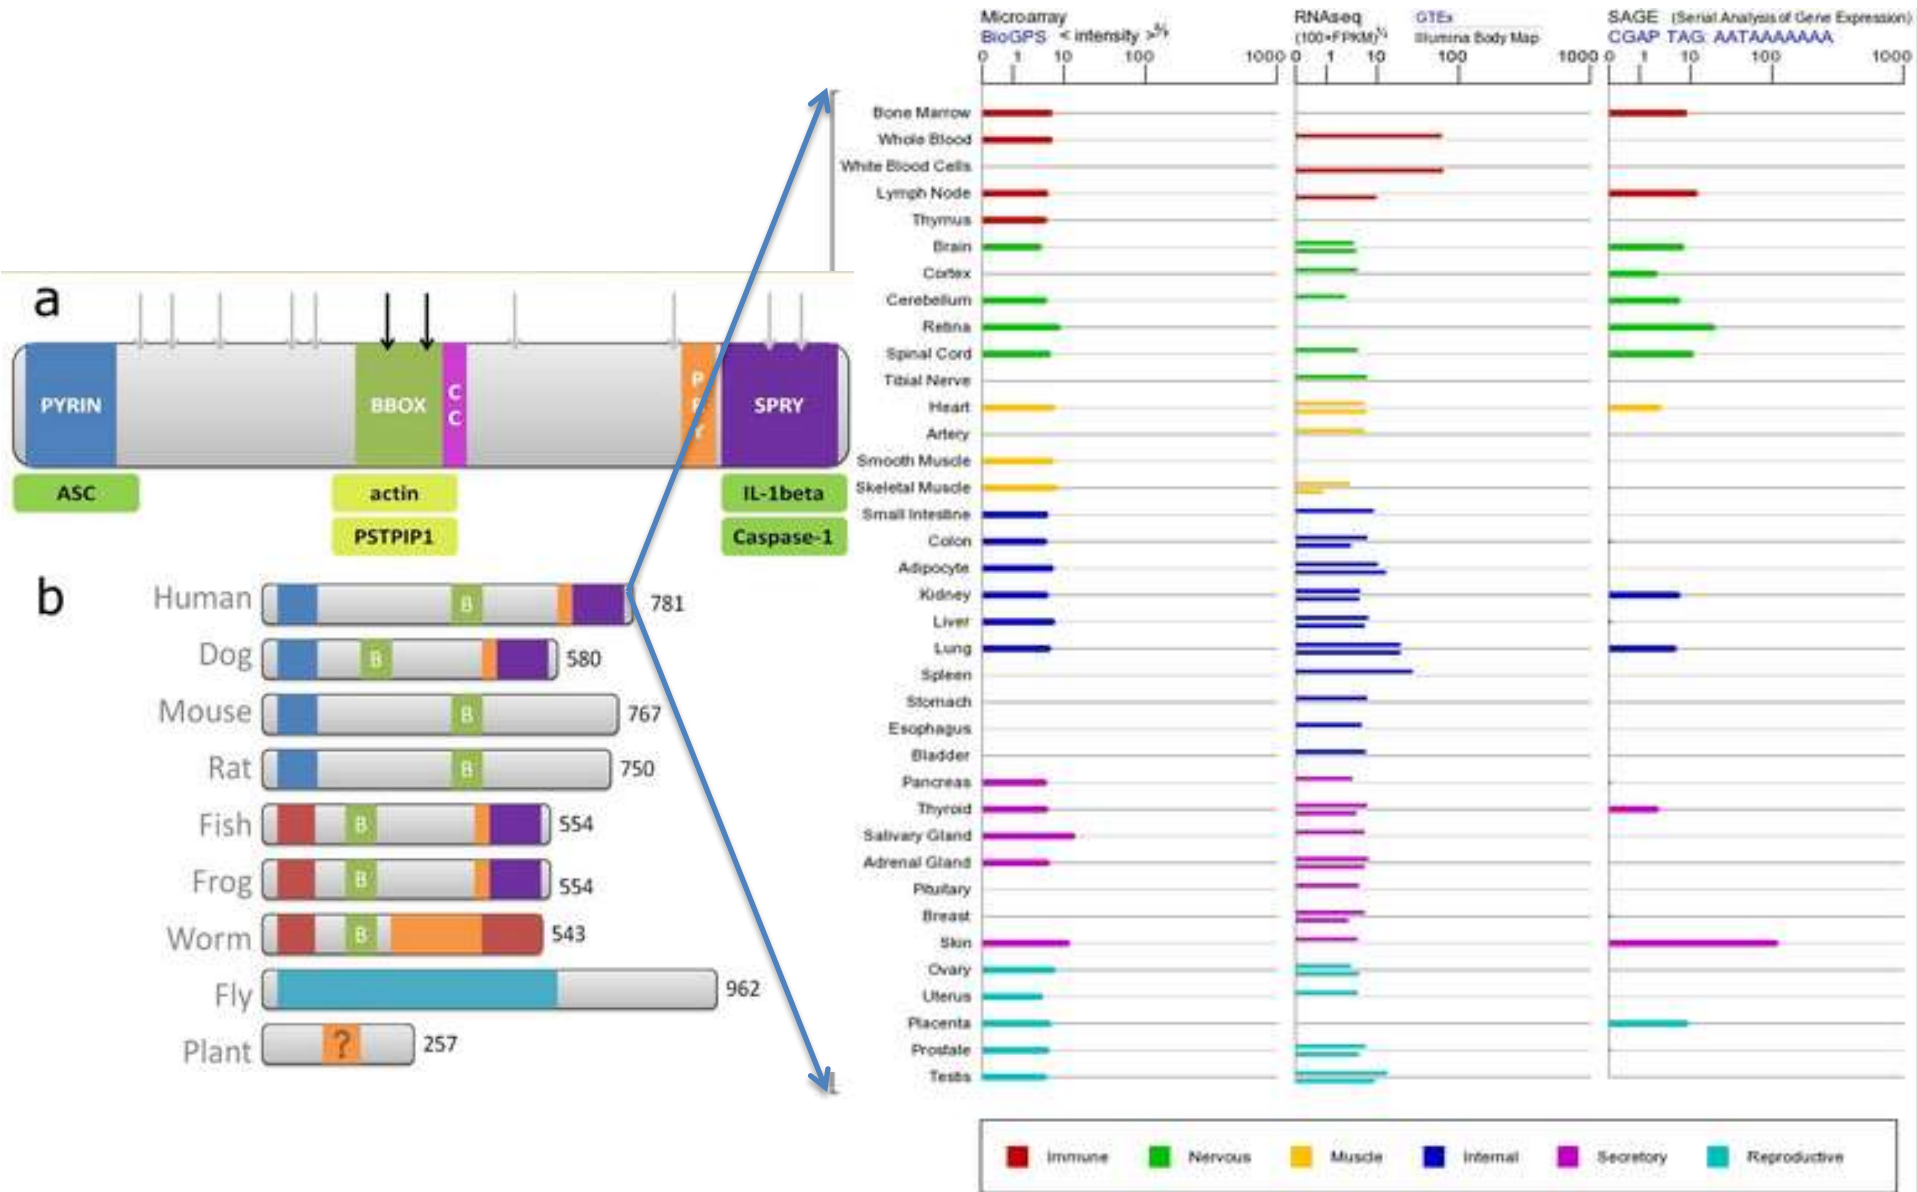 a
PYRIN
BBOX
C
C
P
R
Y
SPRY
ASC
actin
IL-1beta
PSTPIP1
Caspase-1
b
Human B 781
Dog B 580
Mouse B 767
Rat B 750
Fish B 554
Frog B 554
Worm B 543
Fly 962
Plant ? 257
Microarray
BioGPS < intensity >
0 1 10 100 1000
RNAseq GTEx
(100×FPKM)½ Illumina Body Map
0 1 10 100 1000
SAGE (Serial Analysis of Gene Expression)
CGAP TAG: AATAAAAAAA
0 1 10 100 1000
Bone Marrow
Whole Blood
White Blood Cells
Lymph Node
Thymus
Brain
Cortex
Cerebellum
Retina
Spinal Cord
Tibial Nerve
Heart
Artery
Smooth Muscle
Skeletal Muscle
Small Intestine
Colon
Adipocyte
Kidney
Liver
Lung
Spleen
Stomach
Esophagus
Bladder
Pancreas
Thyroid
Salivary Gland
Adrenal Gland
Pituitary
Breast
Skin
Ovary
Uterus
Placenta
Prostate
Testis
Immune Nervous Muscle Internal Secretory Reproductive